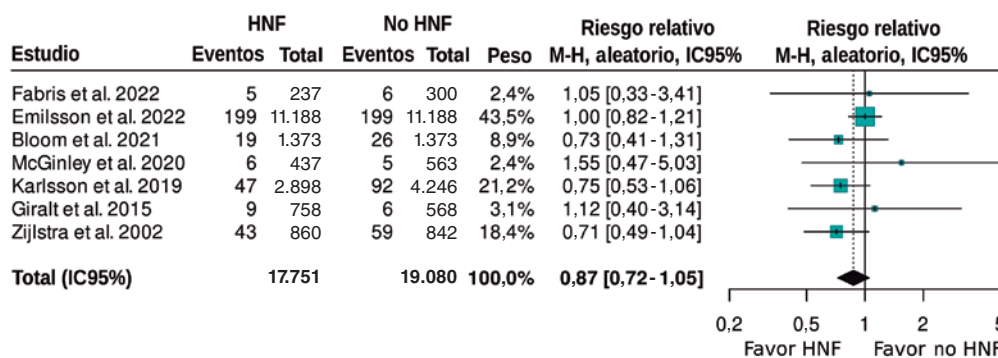 HNF No HNF Riesgo relativo Riesgo relativo
Estudio Eventos Total Eventos Total Peso M-H, aleatorio, IC95% M-H, aleatorio, IC95%
Fabris et al. 2022 5 237 6 300 2,4% 1,05 [0,33-3,41]
Emilsson et al. 2022 199 11.188 199 11.188 43,5% 1,00 [0,82-1,21]
Bloom et al. 2021 19 1.373 26 1.373 8,9% 0,73 [0,41-1,31]
McGinley et al. 2020 6 437 5 563 2,4% 1,55 [0,47-5,03]
Karlsson et al. 2019 47 2.898 92 4.246 21,2% 0,75 [0,53-1,06]
Giralt et al. 2015 9 758 6 568 3,1% 1,12 [0,40-3,14]
Zijlstra et al. 2002 43 860 59 842 18,4% 0,71 [0,49-1,04]
Total (IC95%) 17.751 19.080 100,0% 0,87 [0,72-1,05]
0,2 0,5 1 2 5
Favor HNF Favor no HNF